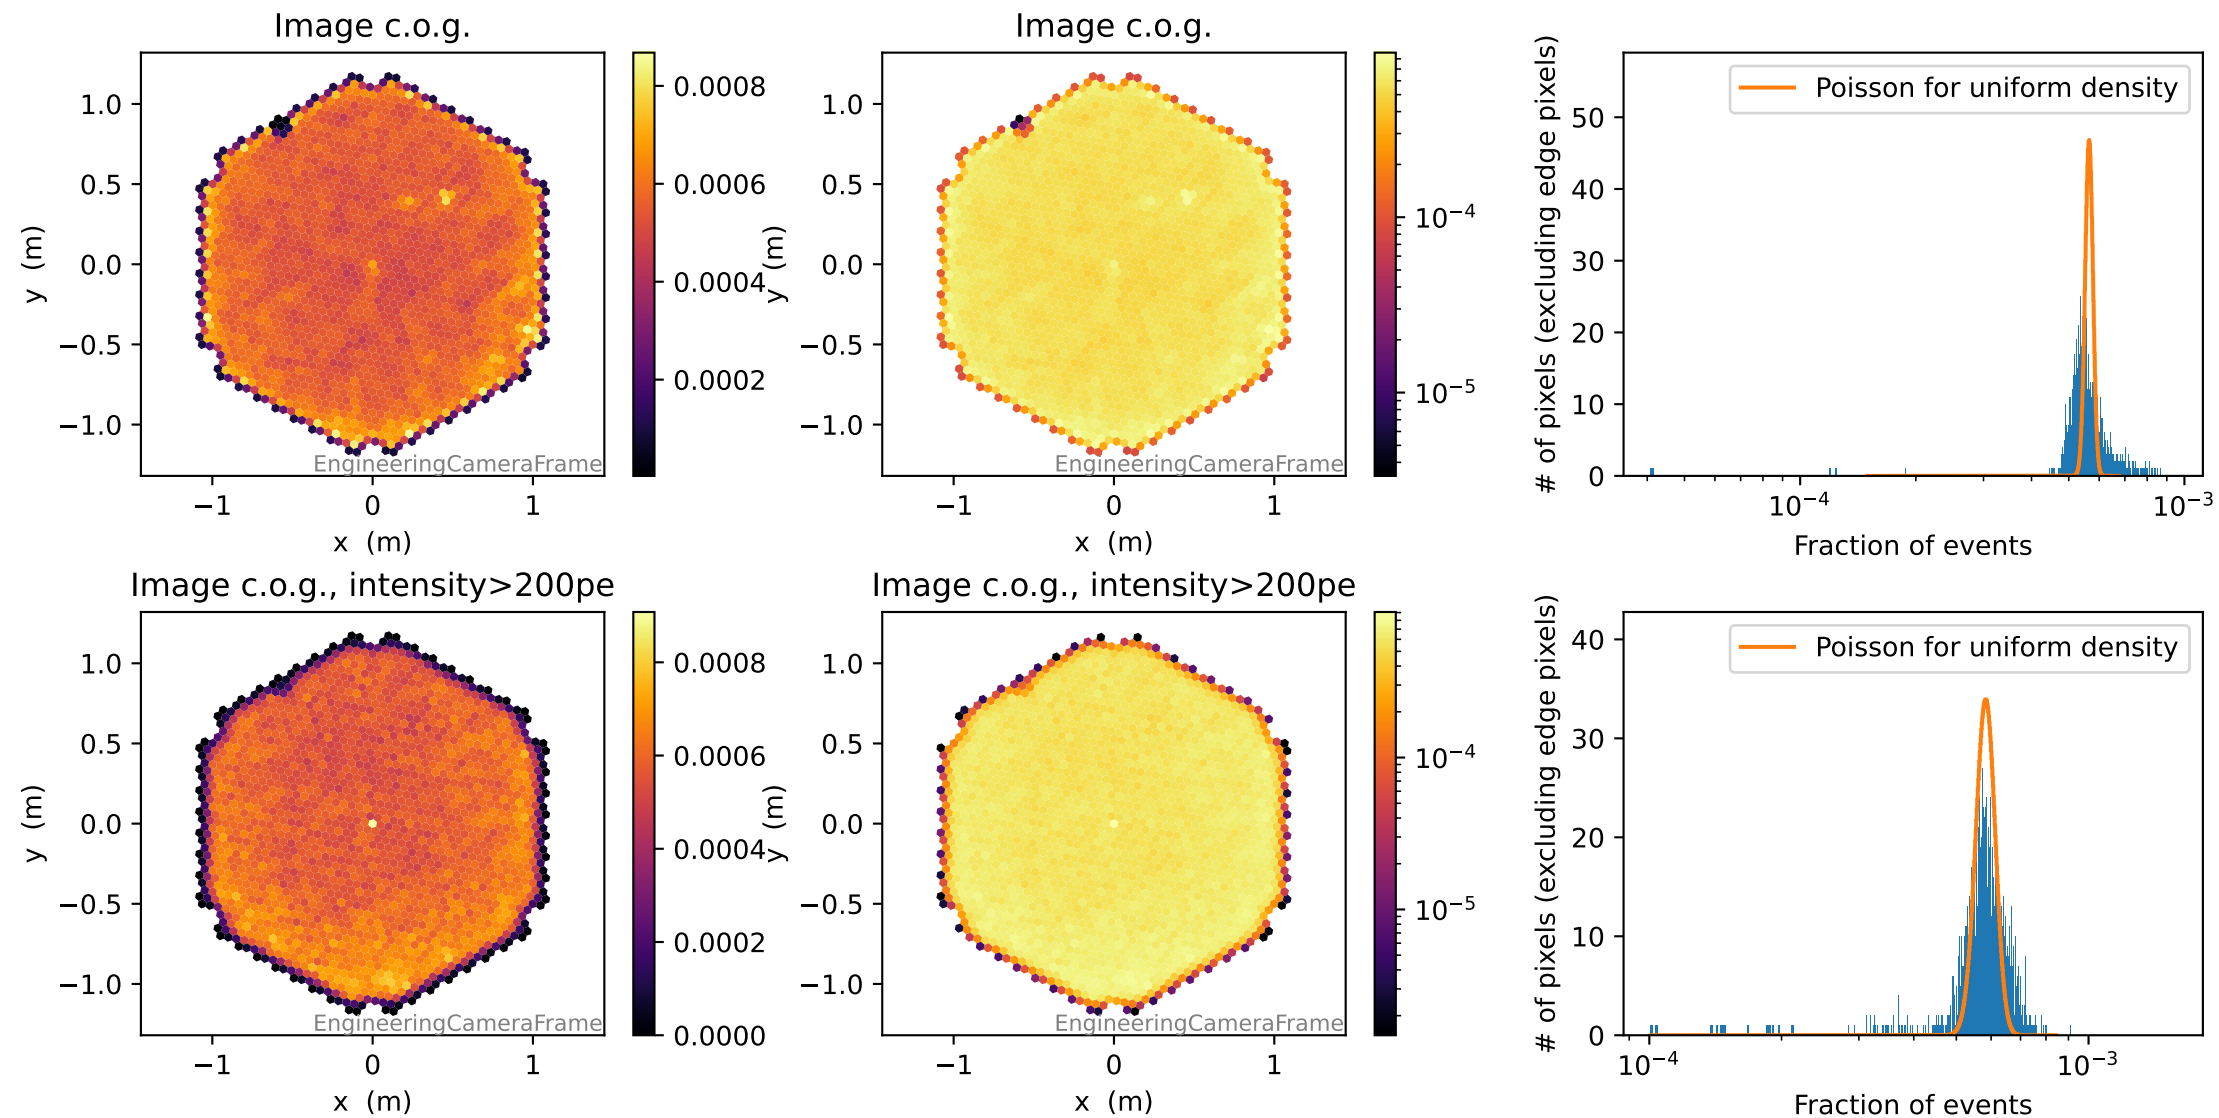 Image c.o.g.
1.0
0.5
0.0
−0.5
−1.0
y (m)
−1
0
1
x (m)
EngineeringCameraFrame
0.0008
0.0006
0.0004
0.0002
Image c.o.g.
1.0
0.5
0.0
−0.5
−1.0
y (m)
−1
0
1
x (m)
EngineeringCameraFrame
10−4
10−5
Poisson for uniform density
50
40
30
20
10
0
# of pixels (excluding edge pixels)
10−4
10−3
Fraction of events
Image c.o.g., intensity>200pe
1.0
0.5
0.0
−0.5
−1.0
y (m)
−1
0
1
x (m)
EngineeringCameraFrame
0.0008
0.0006
0.0004
0.0002
0.0000
Image c.o.g., intensity>200pe
1.0
0.5
0.0
−0.5
−1.0
y (m)
−1
0
1
x (m)
EngineeringCameraFrame
10−4
10−5
Poisson for uniform density
40
30
20
10
0
# of pixels (excluding edge pixels)
10−4
10−3
Fraction of events